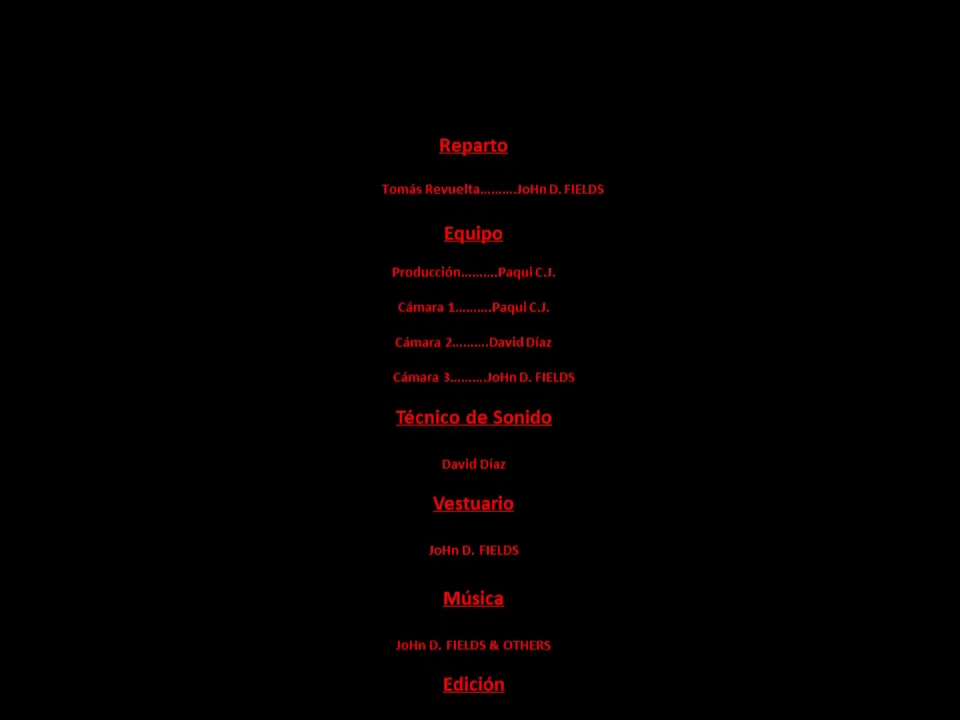 Reparto
Tomás Revuelta..........JoHn D. FIELDS
Equipo
Producción..........Paqui C.J.
Cámara 1..........Paqui C.J.
Cámara 2..........David Díaz
Cámara 3..........JoHn D. FIELDS
Técnico de Sonido
David Díaz
Vestuario
JoHn D. FIELDS
Música
JoHn D. FIELDS & OTHERS
Edición